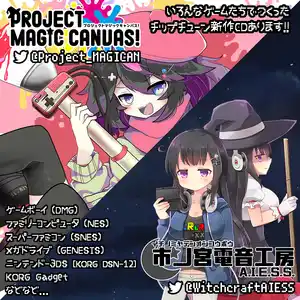 PROJECT
MAGIC CANVAS!
プロジェクトマジックキャンバス!
@Project_MAGICAN
いろんなゲームたちでつくった
チップチューン新作CDあります!!
ゲームボーイ (DMG)
ファミリーコンピュータ (NES)
スーパーファミコン (SNES)
メガドライブ (GENESIS)
ニンテンドー3DS (KORG DSN-12)
KORG Gadget
などなど...
電音工房
A.I.E.S.S.
@WitchcraftAIESS